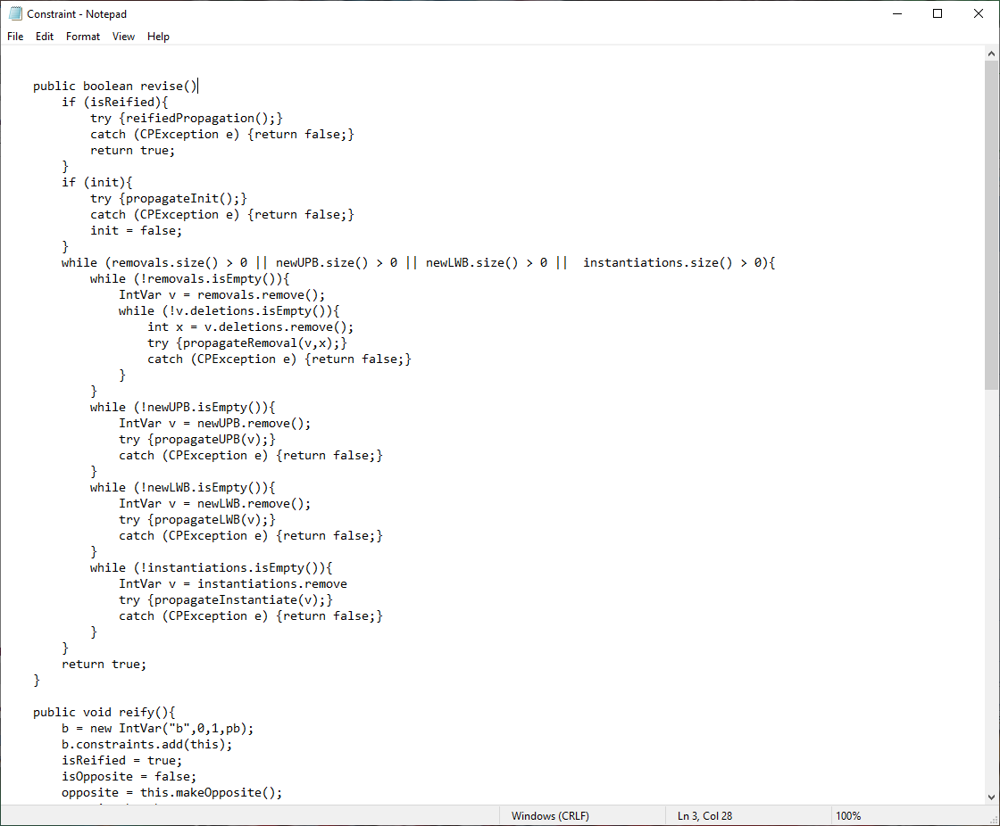 Constraint - Notepad
File Edit Format View Help
    public boolean revise()
        if (isReified){
            try {reifiedPropagation();}
            catch (CPException e) {return false;}
            return true;
        }
        if (init){
            try {propagateInit();}
            catch (CPException e) {return false;}
            init = false;
        }
        while (removals.size() > 0 || newUPB.size() > 0 || newLWB.size() > 0 ||  instantiations.size() > 0){
            while (!removals.isEmpty()){
                IntVar v = removals.remove();
                while (!v.deletions.isEmpty()){
                    int x = v.deletions.remove();
                    try {propagateRemoval(v,x);}
                    catch (CPException e) {return false;}
                }
            }
            while (!newUPB.isEmpty()){
                IntVar v = newUPB.remove();
                try {propagateUPB(v);}
                catch (CPException e) {return false;}
            }
            while (!newLWB.isEmpty()){
                IntVar v = newLWB.remove();
                try {propagateLWB(v);}
                catch (CPException e) {return false;}
            }
            while (!instantiations.isEmpty()){
                IntVar v = instantiations.remove
                try {propagateInstantiate(v);}
                catch (CPException e) {return false;}
            }
        }
        return true;
    }
    public void reify(){
        b = new IntVar("b",0,1,pb);
        b.constraints.add(this);
        isReified = true;
        isOpposite = false;
        opposite = this.makeOpposite();
Windows (CRLF) Ln 3, Col 28 100%